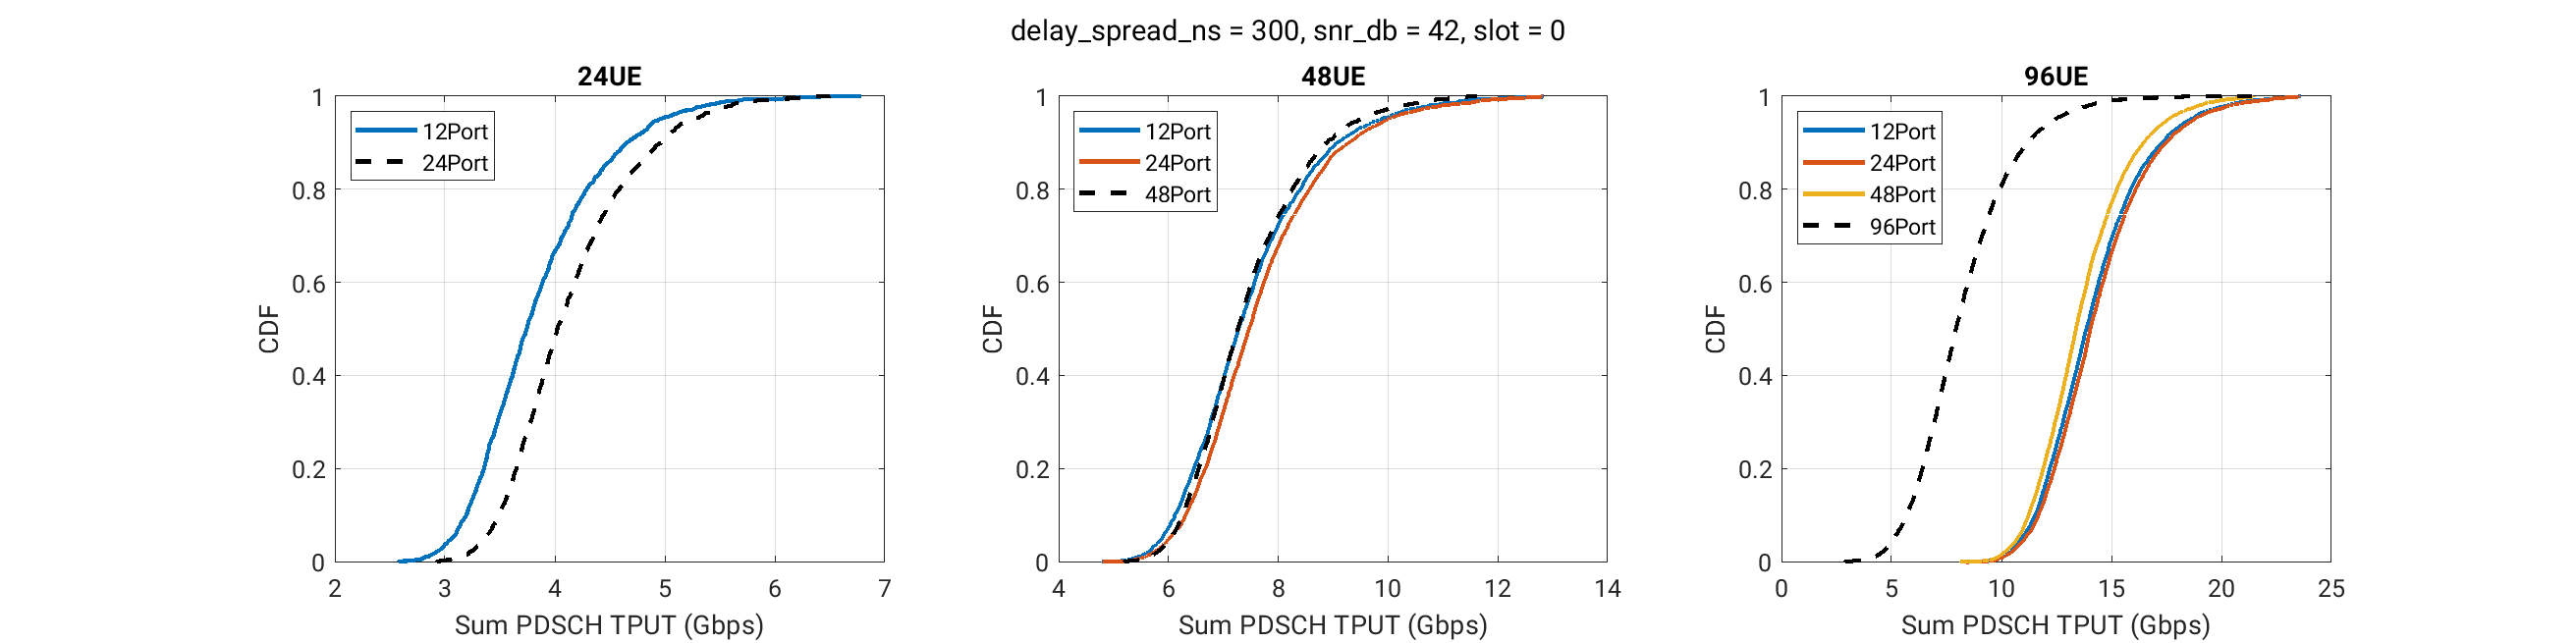 delay_spread_ns = 300, snr_db = 42, slot = 0
24UE
1
0.8
0.6
0.4
0.2
0
CDF
12Port
24Port
2 3 4 5 6 7
Sum PDSCH TPUT (Gbps)
48UE
1
0.8
0.6
0.4
0.2
0
CDF
12Port
24Port
48Port
4 6 8 10 12 14
Sum PDSCH TPUT (Gbps)
96UE
1
0.8
0.6
0.4
0.2
0
CDF
12Port
24Port
48Port
96Port
0 5 10 15 20 25
Sum PDSCH TPUT (Gbps)